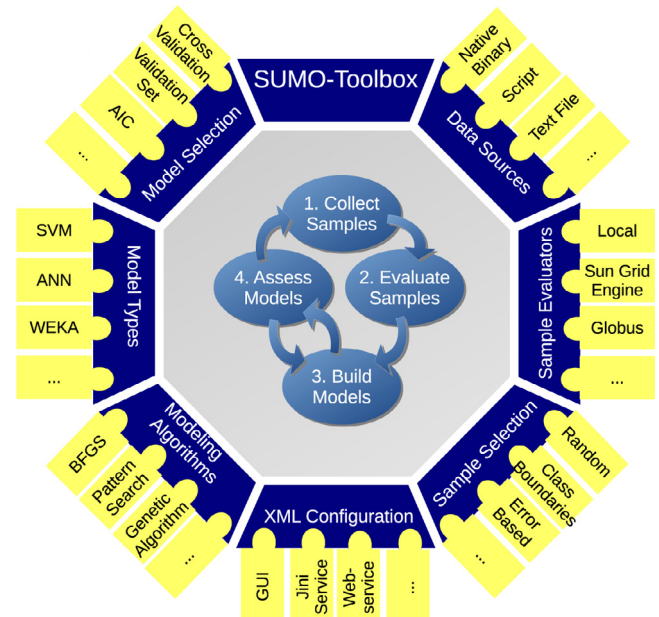 SUMO-Toolbox
Cross
Validation
Validation
Set
AIC
...
Model Selection
Native
Binary
Script
Text File
...
Data Sources
SVM
ANN
WEKA
...
Model Types
1. Collect
Samples
2. Evaluate
Samples
3. Build
Models
4. Assess
Models
Sample Evaluators
Local
Sun Grid
Engine
Globus
...
Modeling
Algorithms
BFGS
Pattern
Search
Genetic
Algorithm
...
XML Configuration
GUI
Jini
Service
Web-
service
...
Sample Selection
Random
Class
Boundaries
Error
Based
...